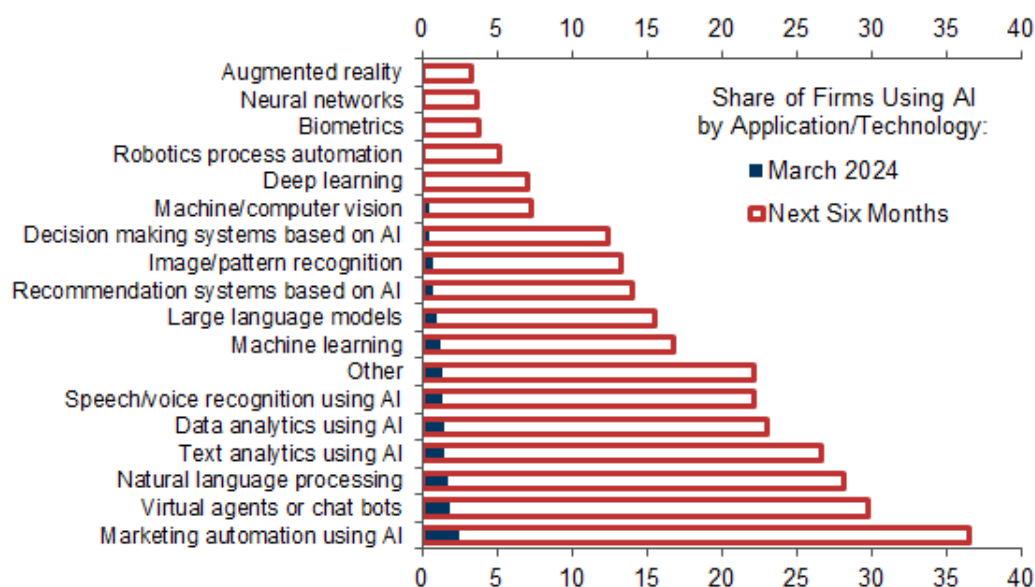 0 5 10 15 20 25 30 35 40
Augmented reality
Neural networks
Biometrics
Robotics process automation
Deep learning
Machine/computer vision
Decision making systems based on AI
Image/pattern recognition
Recommendation systems based on AI
Large language models
Machine learning
Other
Speech/voice recognition using AI
Data analytics using AI
Text analytics using AI
Natural language processing
Virtual agents or chat bots
Marketing automation using AI
Share of Firms Using AI
by Application/Technology:
March 2024
Next Six Months
0 5 10 15 20 25 30 35 40